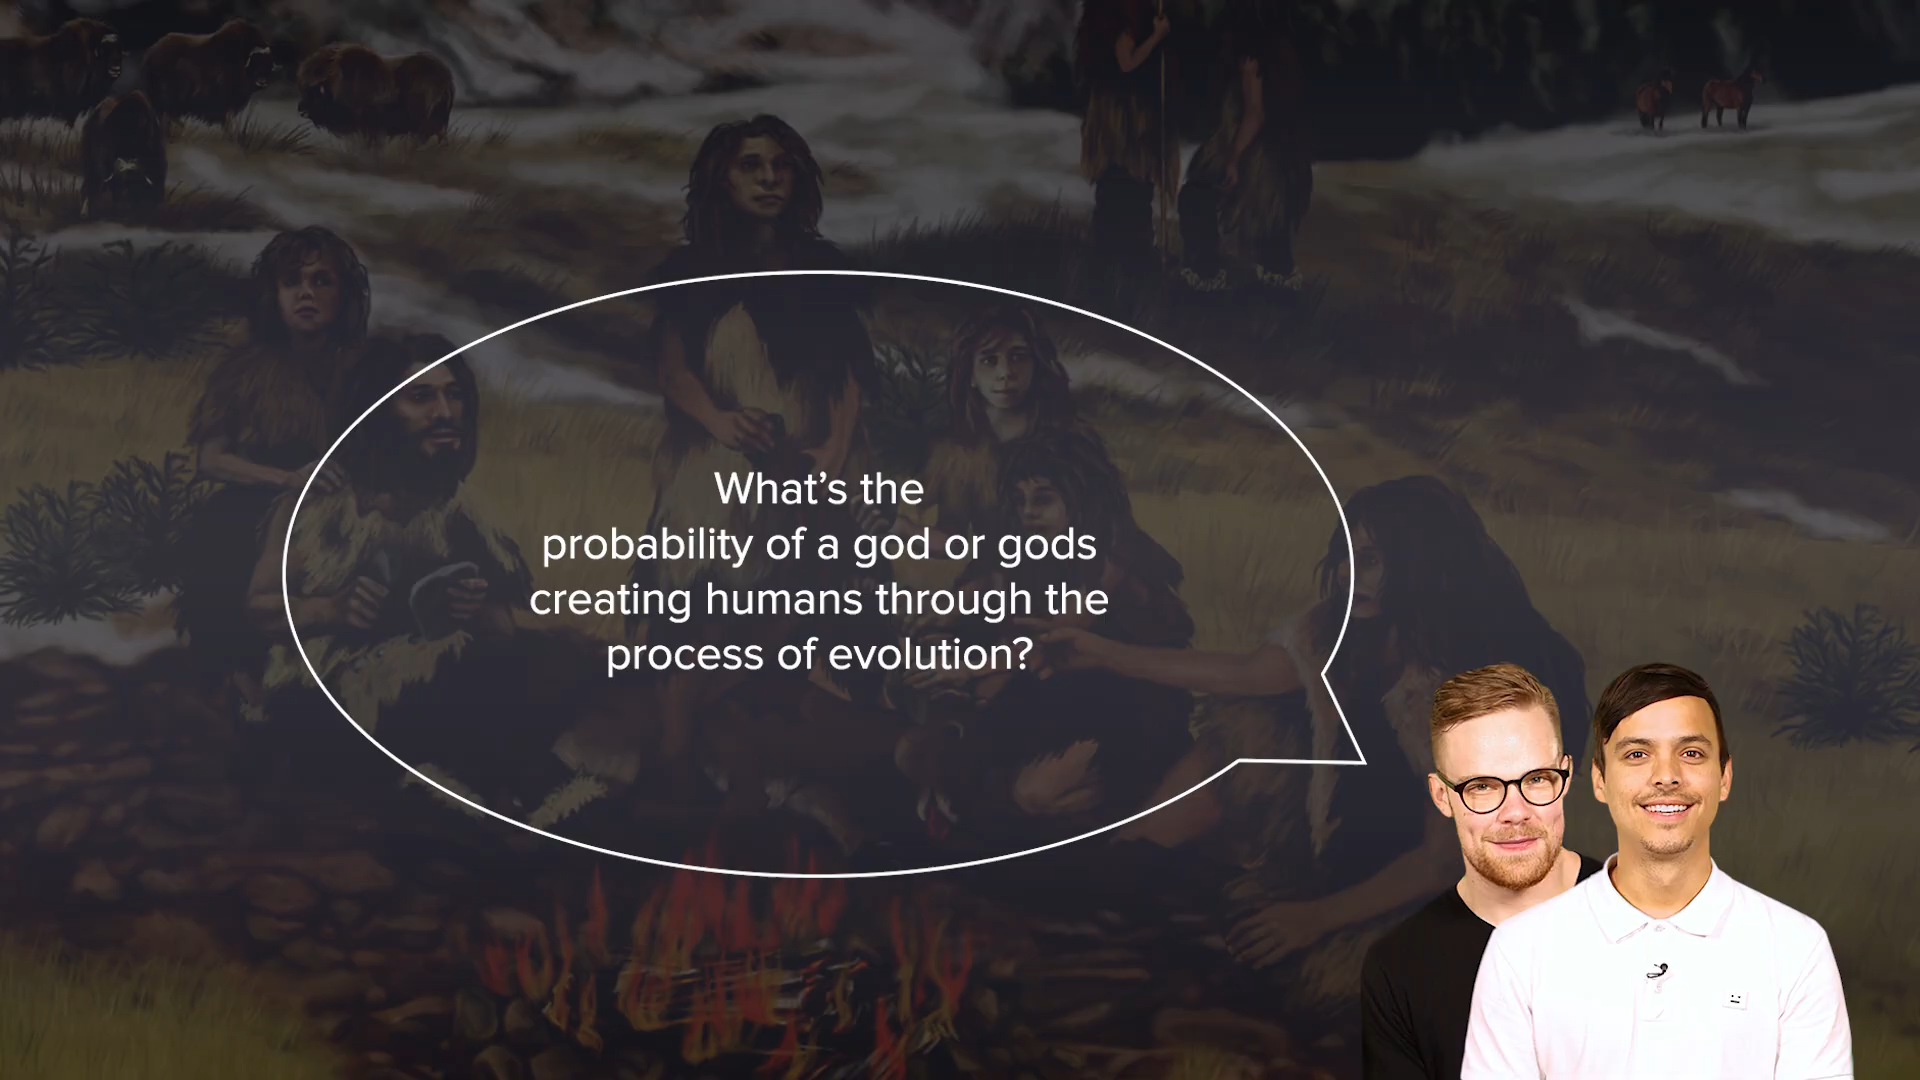 What’s the
probability of a god or gods
creating humans through the
process of evolution?